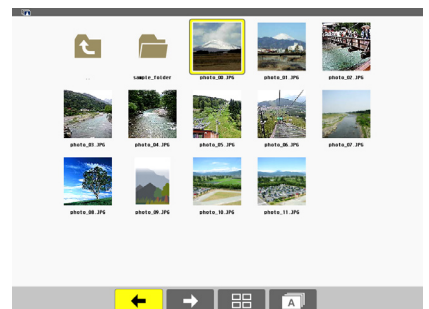 ..
sample_folder
photo_00.JPG
photo_01.JPG
photo_02.JPG
photo_03.JPG
photo_04.JPG
photo_05.JPG
photo_06.JPG
photo_07.JPG
photo_08.JPG
photo_09.JPG
photo_10.JPG
photo_11.JPG
A